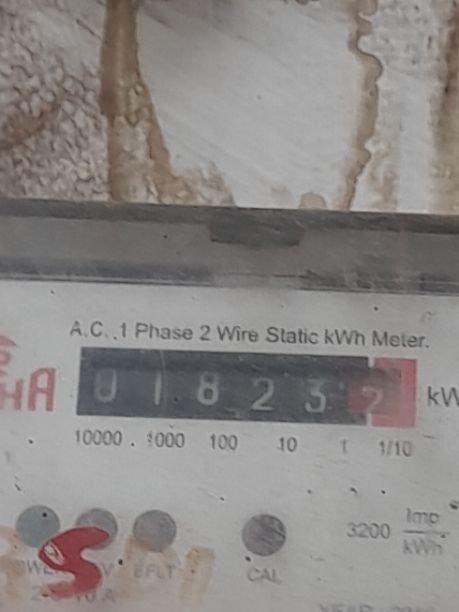 A.C. 1 Phase 2 Wire Static kWh Meter.
HA 0 1 8 2 3 2 kW
10000 1000 100 10 1 1/10
3200 Imp/kWh
S EFLT CAL